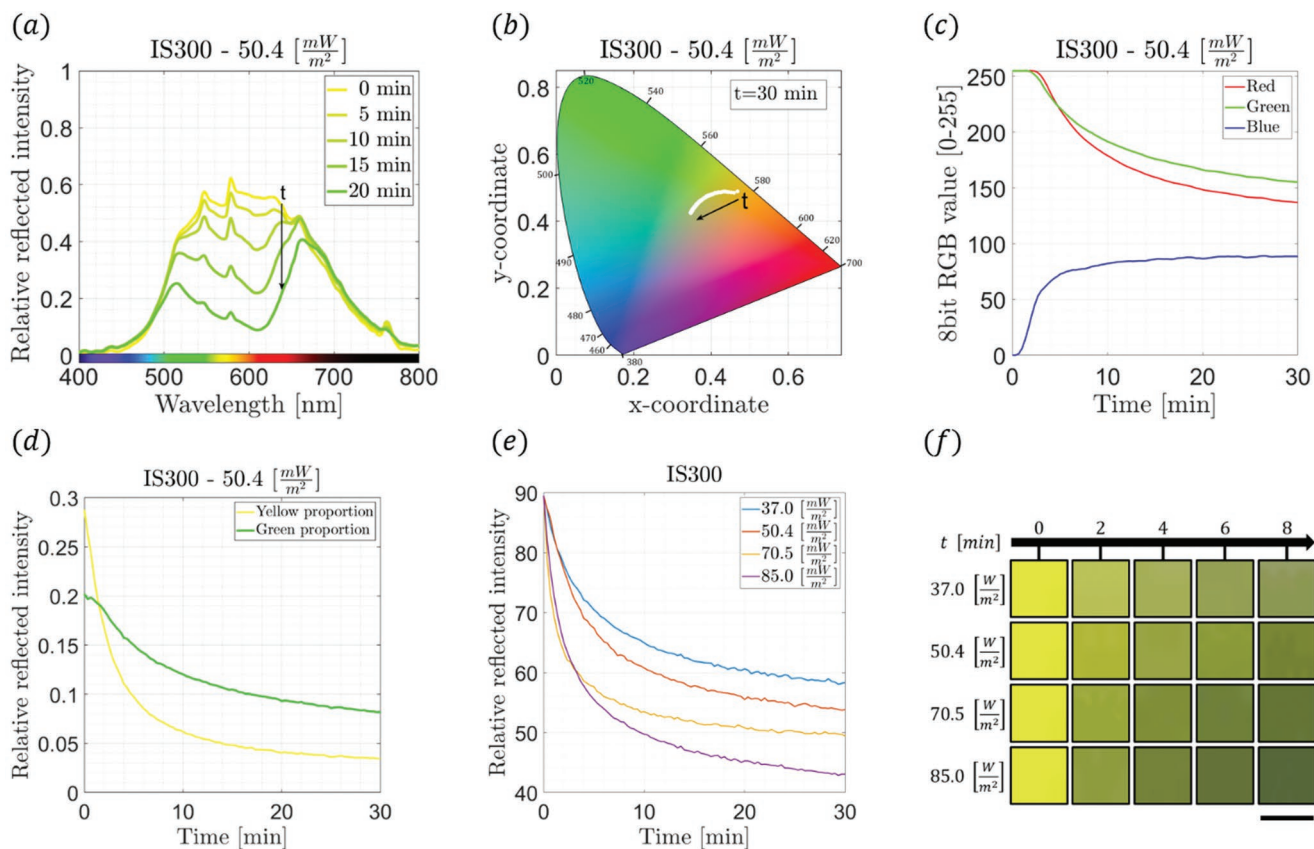 (a)
IS300 - 50.4 [mW/m²]
Relative reflected intensity
1
0.8
0.6
0.4
0.2
0
0 min
5 min
10 min
15 min
20 min
t
400 500 600 700 800
Wavelength [nm]
(b)
IS300 - 50.4 [mW/m²]
y-coordinate
0.8
0.6
0.4
0.2
0
t=30 min
520
540
560
500
580
t
600
620
490
700
480
470
460
380
0 0.2 0.4 0.6
x-coordinate
(c)
IS300 - 50.4 [mW/m²]
8bit RGB value [0-255]
250
200
150
100
50
0
Red
Green
Blue
0 10 20 30
Time [min]
(d)
IS300 - 50.4 [mW/m²]
Relative reflected intensity
0.3
0.25
0.2
0.15
0.1
0.05
0
Yellow proportion
Green proportion
0 10 20 30
Time [min]
(e)
IS300
Relative reflected intensity
90
80
70
60
50
40
37.0 [mW/m²]
50.4 [mW/m²]
70.5 [mW/m²]
85.0 [mW/m²]
0 10 20 30
Time [min]
(f)
0 2 4 6 8
t [min]
37.0 [W/m²]
50.4 [W/m²]
70.5 [W/m²]
85.0 [W/m²]